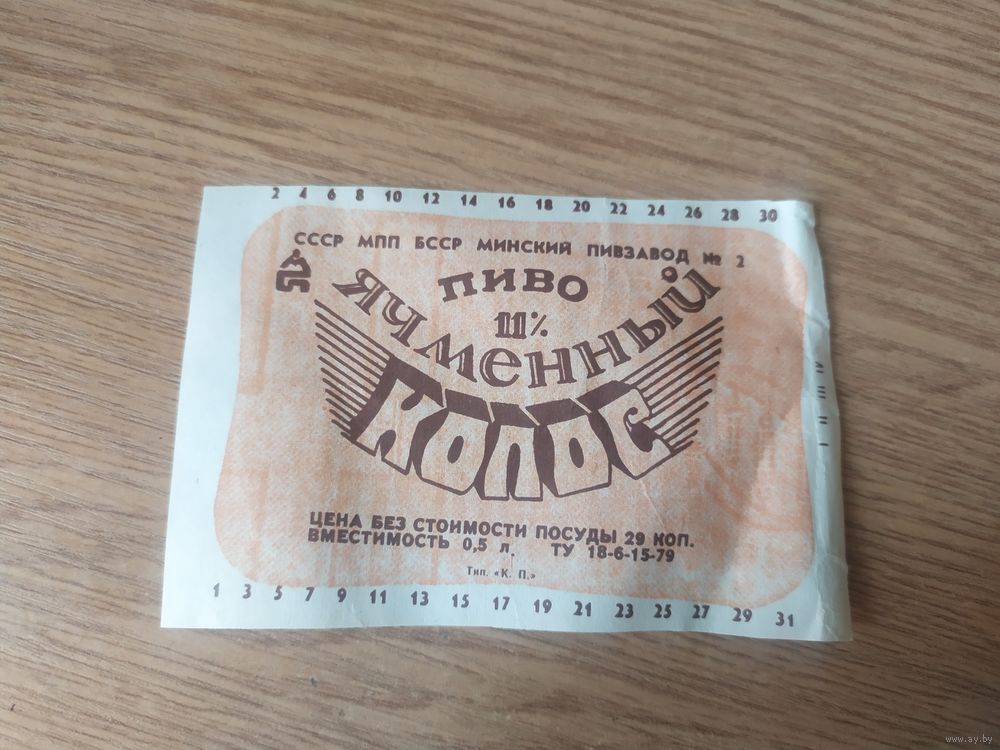 2 4 6 8 10 12 14 16 18 20 22 24 26 28 30
СССР МПП БССР МИНСКИЙ ПИВЗАВОД № 2
ПИВО
11%
ЯЧМЕННЫЙ
КОЛОС
ЦЕНА БЕЗ СТОИМОСТИ ПОСУДЫ 29 КОП.
ВМЕСТИМОСТЬ 0,5 л. ТУ 18-6-15-79
Тип. «К. П.»
1 3 5 7 9 11 13 15 17 19 21 23 25 27 29 31
www.ay.by